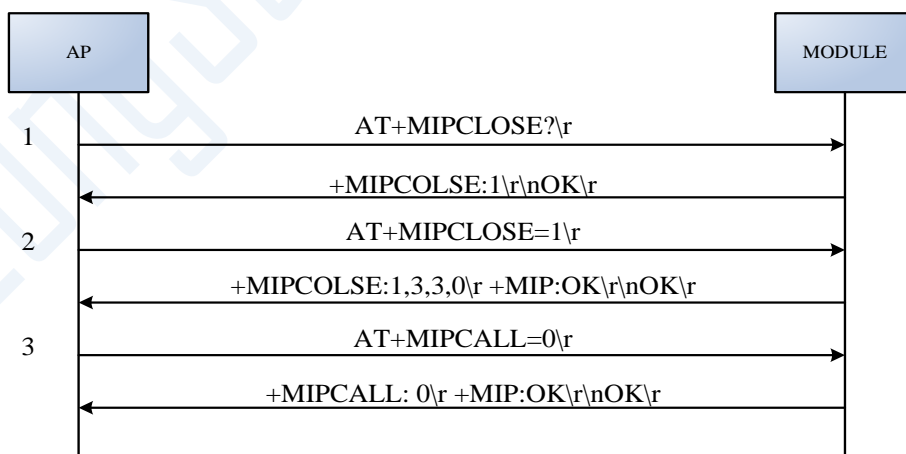 AP
MODULE
1
AT+MIPCLOSE?\r
+MIPCOLSE:1\r\nOK\r
2
AT+MIPCLOSE=1\r
+MIPCOLSE:1,3,3,0\r +MIP:OK\r\nOK\r
3
AT+MIPCALL=0\r
+MIPCALL: 0\r +MIP:OK\r\nOK\r